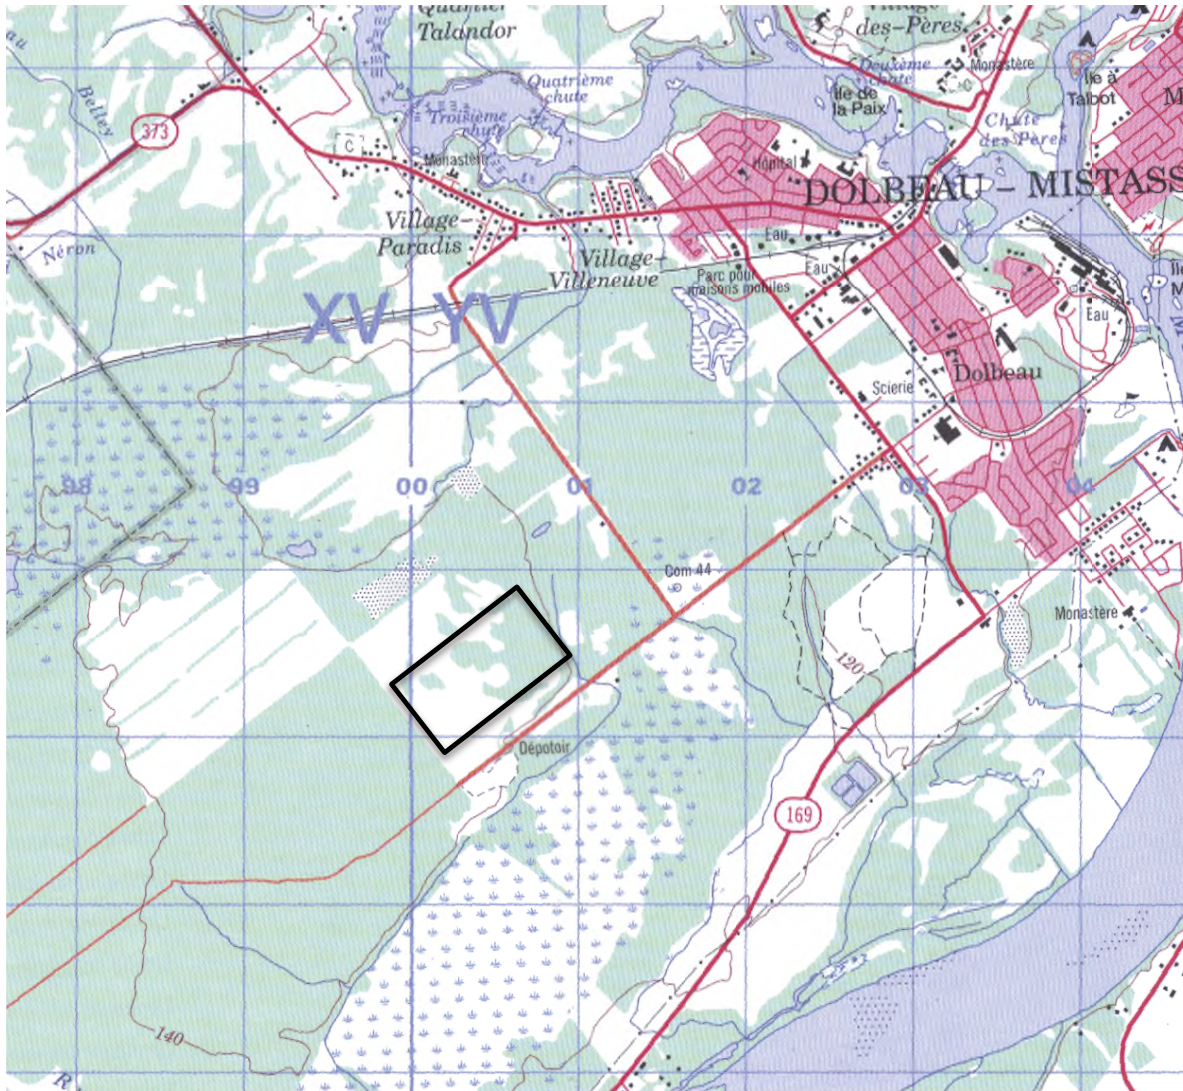 Quartier
Talandor
Village
des-Pères
Monastère
Deuxième
chute
Île de
la Paix
Île à
Talbot
M
Belley
373
Quatrième
chute
Troisième
chute
C
Monastère
Chute
des Pères
Hôpital
DOLBEAU – MISTASS
Village-
Paradis
Village-
Villeneuve
Néron
Eau
Eau
Parc pour
maisons mobiles
Eau
XV YV
Dolbeau
Scierie
98 99 00 01 02 03 04
Com 44
Monastère
120
Dépotoir
169
140
R